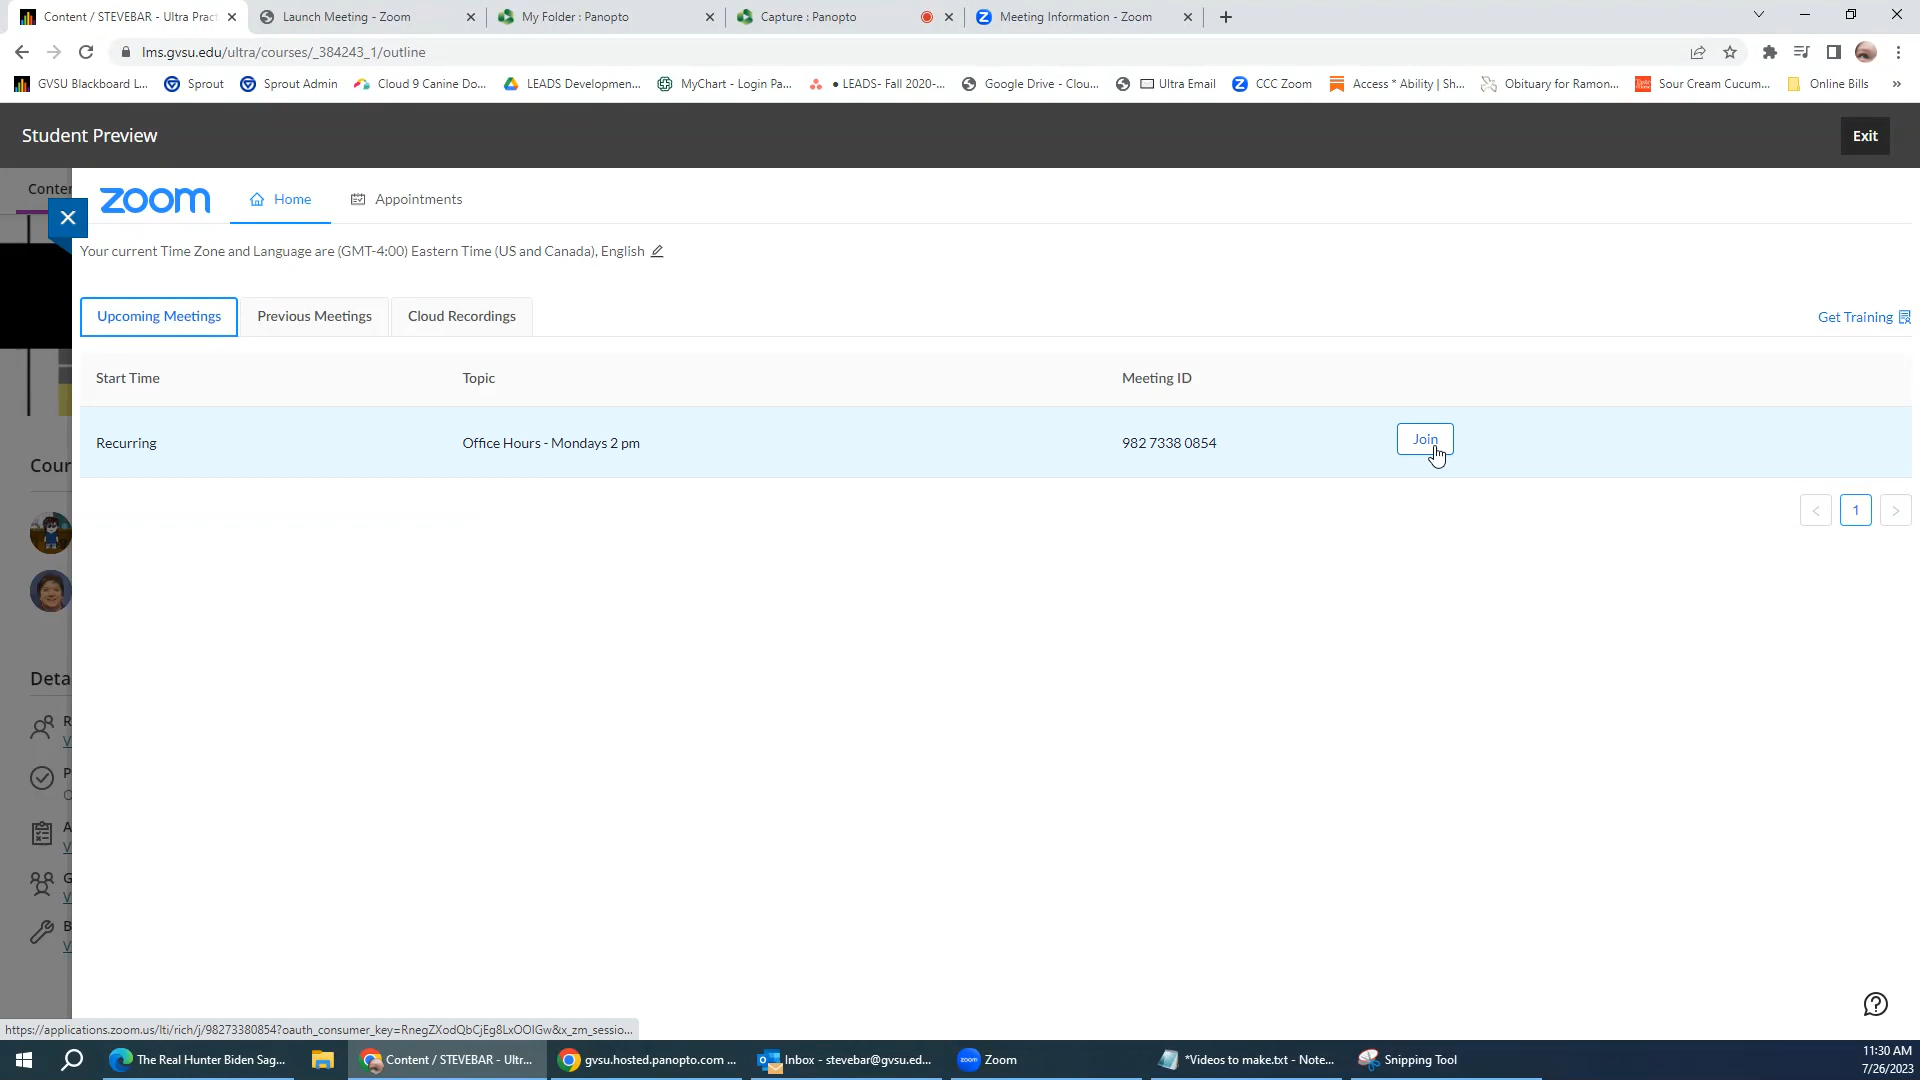 Content / STEVEBAR - Ultra Pract
Launch Meeting - Zoom
My Folder : Panopto
Capture : Panopto
Meeting Information - Zoom
lms.gvsu.edu/ultra/courses/_384243_1/outline
GVSU Blackboard L...
Sprout
Sprout Admin
Cloud 9 Canine Do...
LEADS Developmen...
MyChart - Login Pa...
• LEADS- Fall 2020-...
Google Drive - Clou...
Ultra Email
CCC Zoom
Access * Ability | Sh...
Obituary for Ramon...
Sour Cream Cucum...
Online Bills
»
Student Preview
Exit
Conter
zoom
Home
Appointments
Your current Time Zone and Language are (GMT-4:00) Eastern Time (US and Canada), English
Upcoming Meetings
Previous Meetings
Cloud Recordings
Get Training
Start Time
Topic
Meeting ID
Recurring
Office Hours - Mondays 2 pm
982 7338 0854
Join
< 1 >
Cour
Deta
R
V
P
A
V
G
V
B
V
https://applications.zoom.us/lti/rich/j/98273380854?oauth_consumer_key=RnegZXodQbCjEg8LxOOIGw&x_zm_sessio...
The Real Hunter Biden Sag...
Content / STEVEBAR - Ultr...
gvsu.hosted.panopto.com ...
Inbox - stevebar@gvsu.ed...
zoom
Zoom
*Videos to make.txt - Note...
Snipping Tool
11:30 AM
7/26/2023